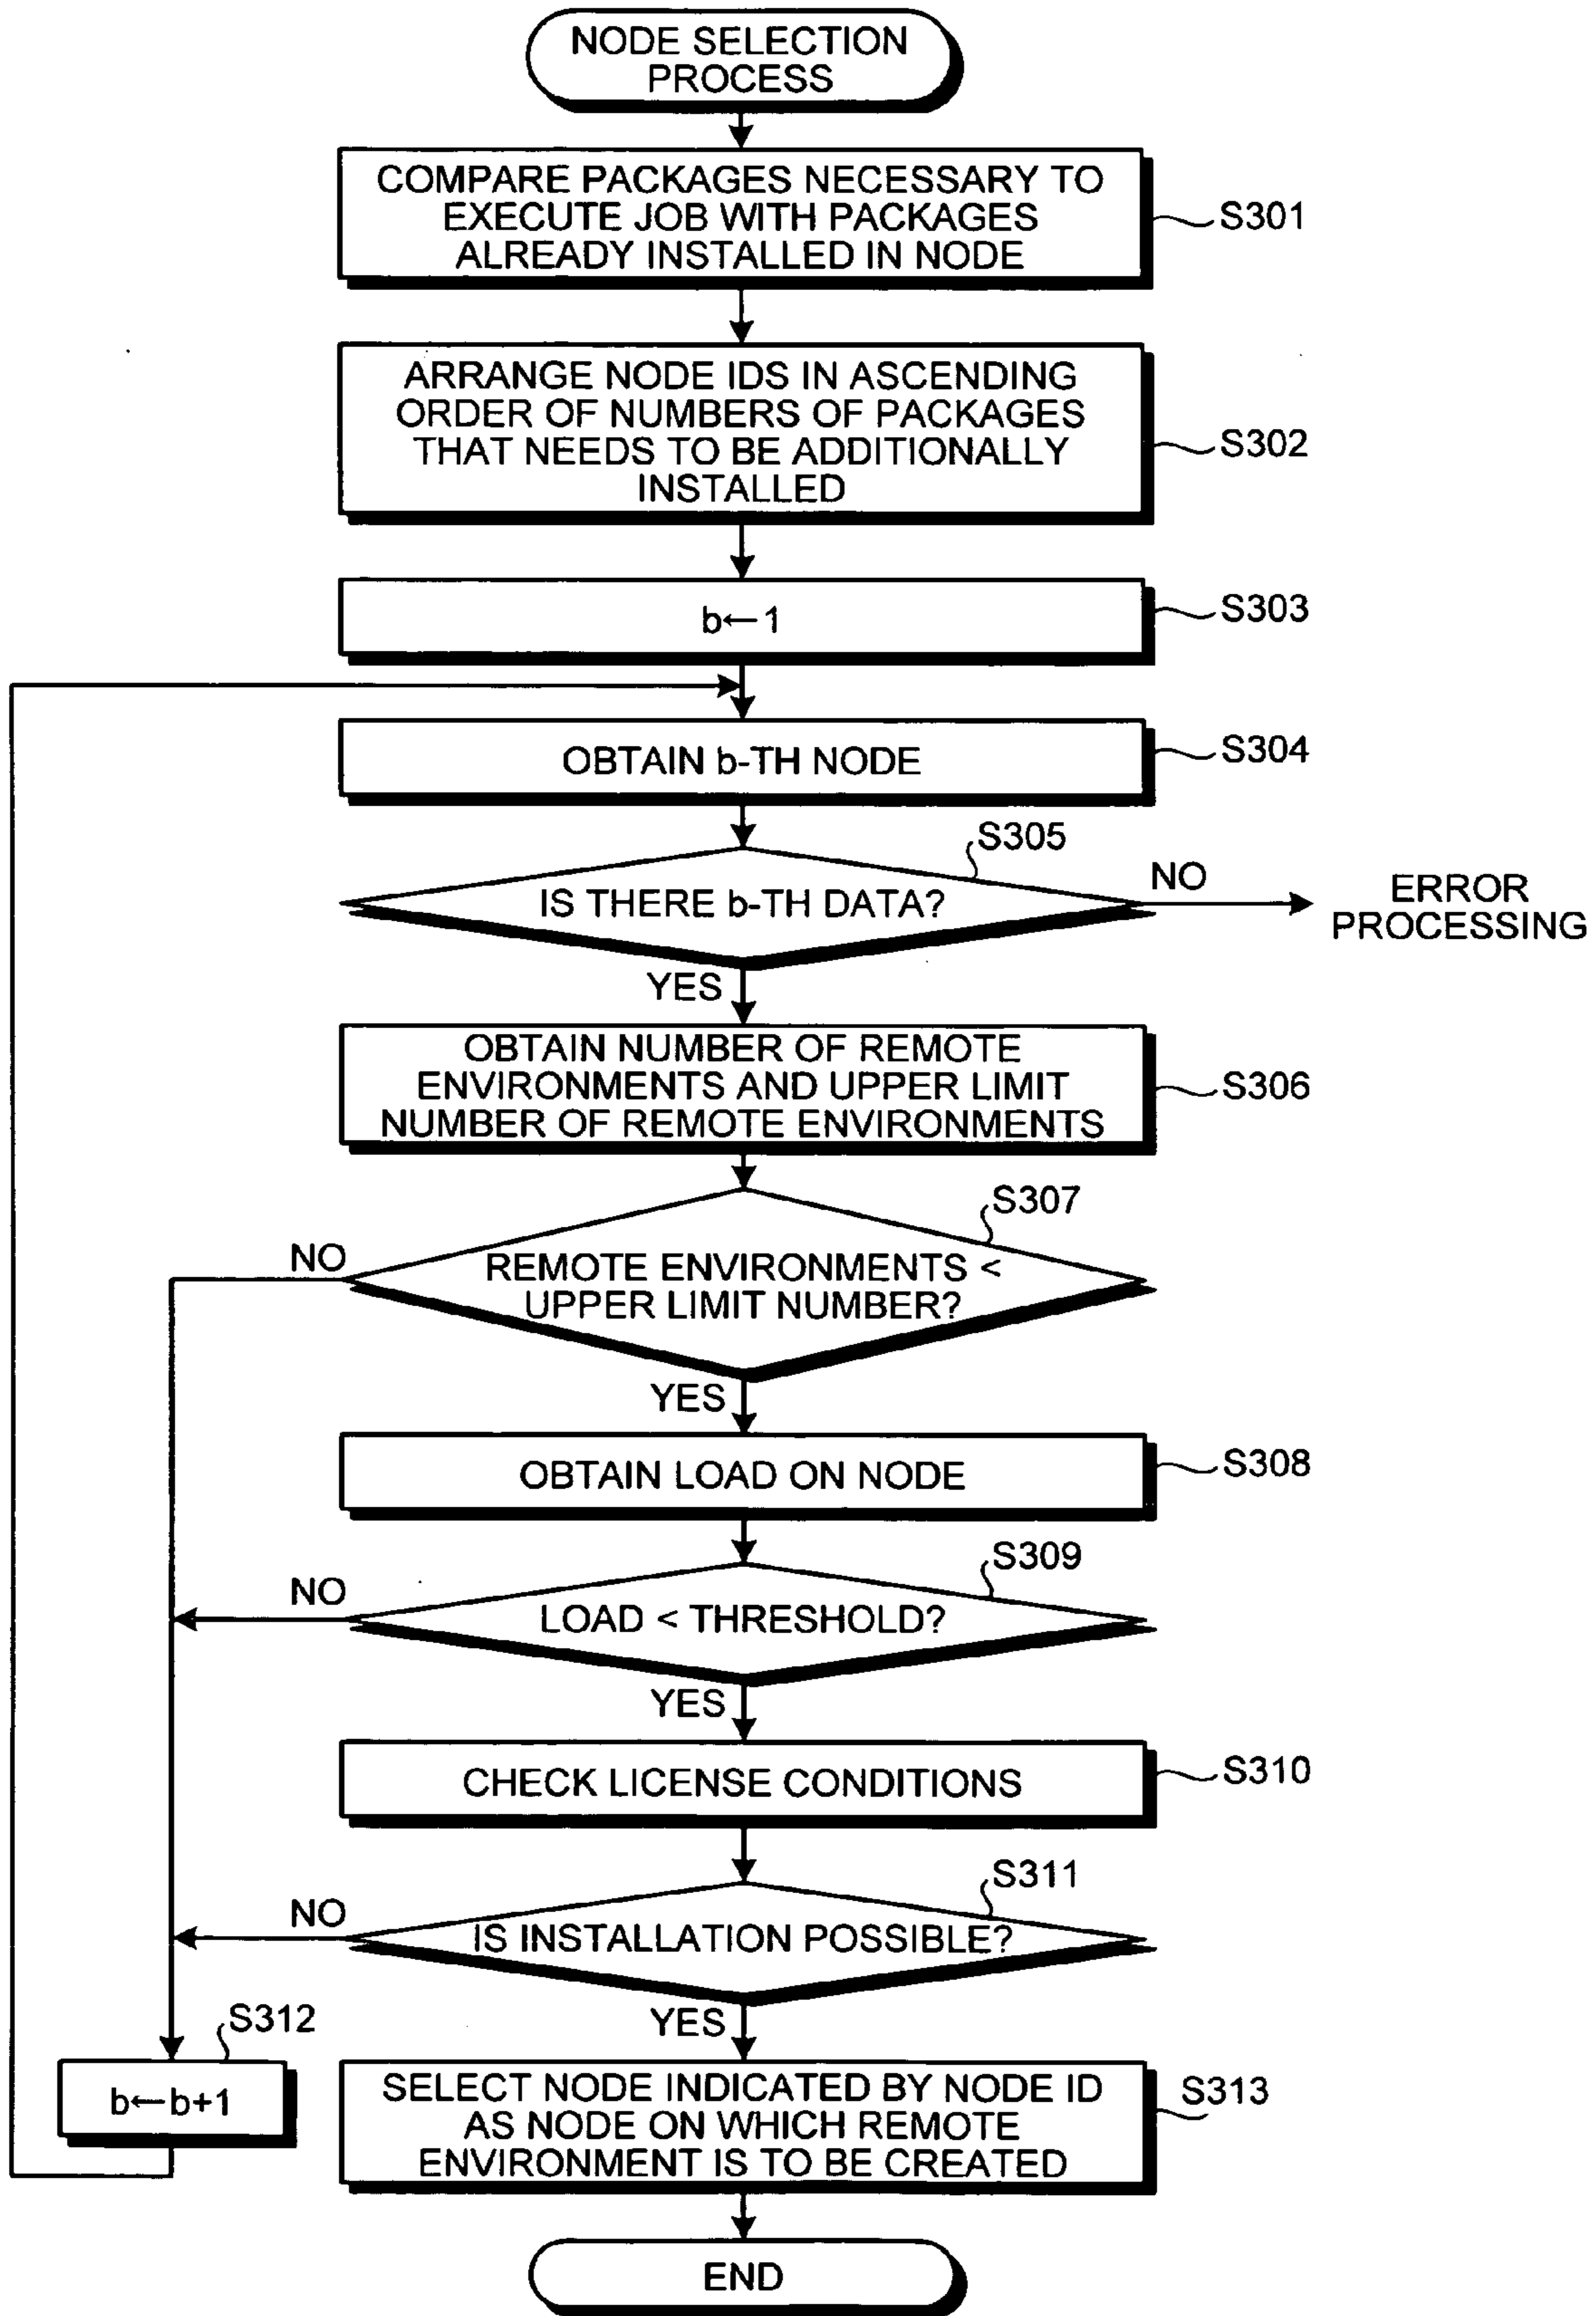 NODE SELECTION
PROCESS
COMPARE PACKAGES NECESSARY TO
EXECUTE JOB WITH PACKAGES
ALREADY INSTALLED IN NODE
S301
ARRANGE NODE IDS IN ASCENDING
ORDER OF NUMBERS OF PACKAGES
THAT NEEDS TO BE ADDITIONALLY
INSTALLED
S302
b←1
S303
OBTAIN b-TH NODE
S304
S305
IS THERE b-TH DATA?
NO
ERROR
PROCESSING
YES
OBTAIN NUMBER OF REMOTE
ENVIRONMENTS AND UPPER LIMIT
NUMBER OF REMOTE ENVIRONMENTS
S306
S307
NO
REMOTE ENVIRONMENTS <
UPPER LIMIT NUMBER?
YES
OBTAIN LOAD ON NODE
S308
S309
NO
LOAD < THRESHOLD?
YES
CHECK LICENSE CONDITIONS
S310
S311
NO
IS INSTALLATION POSSIBLE?
YES
S312
b←b+1
SELECT NODE INDICATED BY NODE ID
AS NODE ON WHICH REMOTE
ENVIRONMENT IS TO BE CREATED
S313
END